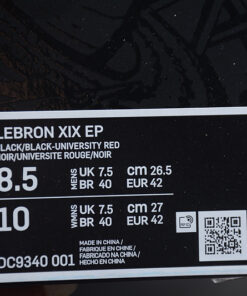 LEBRON XIX EP
BLACK/BLACK-UNIVERSITY RED
NOIR/UNIVERSITE ROUGE/NOIR
8.5 MENS UK 7.5 cm 26.5
BR 40 EUR 42
10 WMNS UK 7.5 cm 27
BR 40 EUR 42
MADE IN CHINA /
FABRIQUÉ EN CHINE /
FABRICADO NA CHINA /
HECHO EN CHINA
DC9340 001